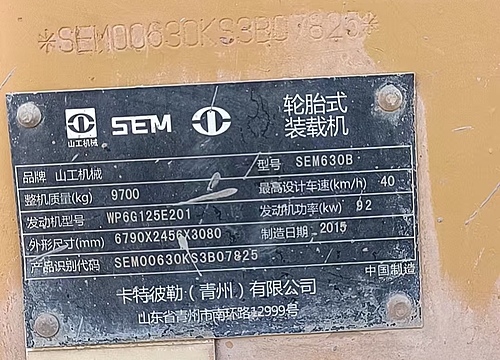 *SEM00630KS3B07825*
山工机械 SEM 轮胎式
装载机
品牌 山工机械 型号 SEM630B
整机质量(kg) 9700 最高设计车速(km/h) 40
发动机型号 WP6G125E201 发动机功率(kw) 92
外形尺寸(mm) 6790X2456X3080 制造日期 2015
产品识别代码 SEM00630KS3B07825
中国制造
卡特彼勒(青州)有限公司
山东省青州市南环路12999号